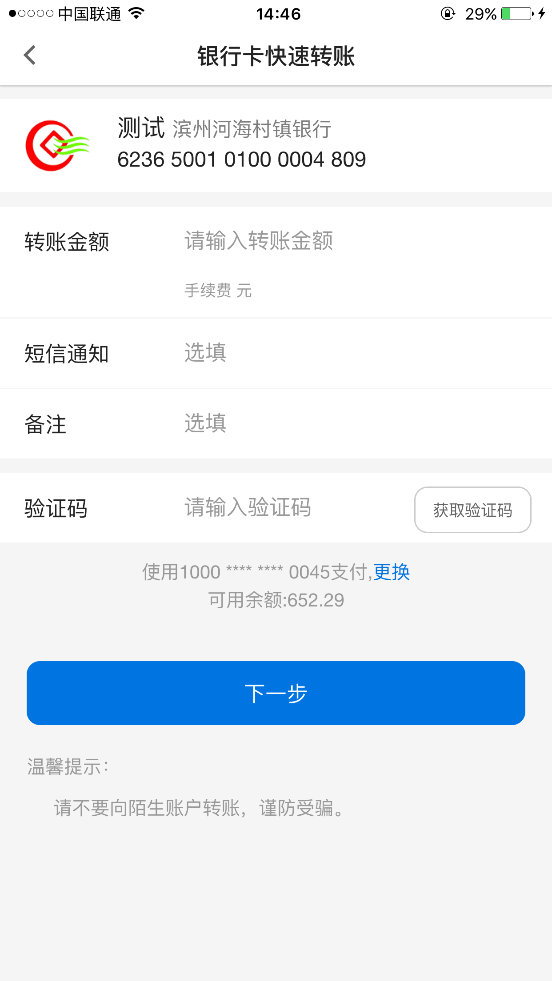 中国联通 14:46 29%
银行卡快速转账
测试 滨州河海村镇银行
6236 5001 0100 0004 809
转账金额 请输入转账金额
手续费 元
短信通知 选填
备注 选填
验证码 请输入验证码 获取验证码
使用1000 **** **** 0045支付,更换
可用余额:652.29
下一步
温馨提示：
请不要向陌生账户转账，谨防受骗。